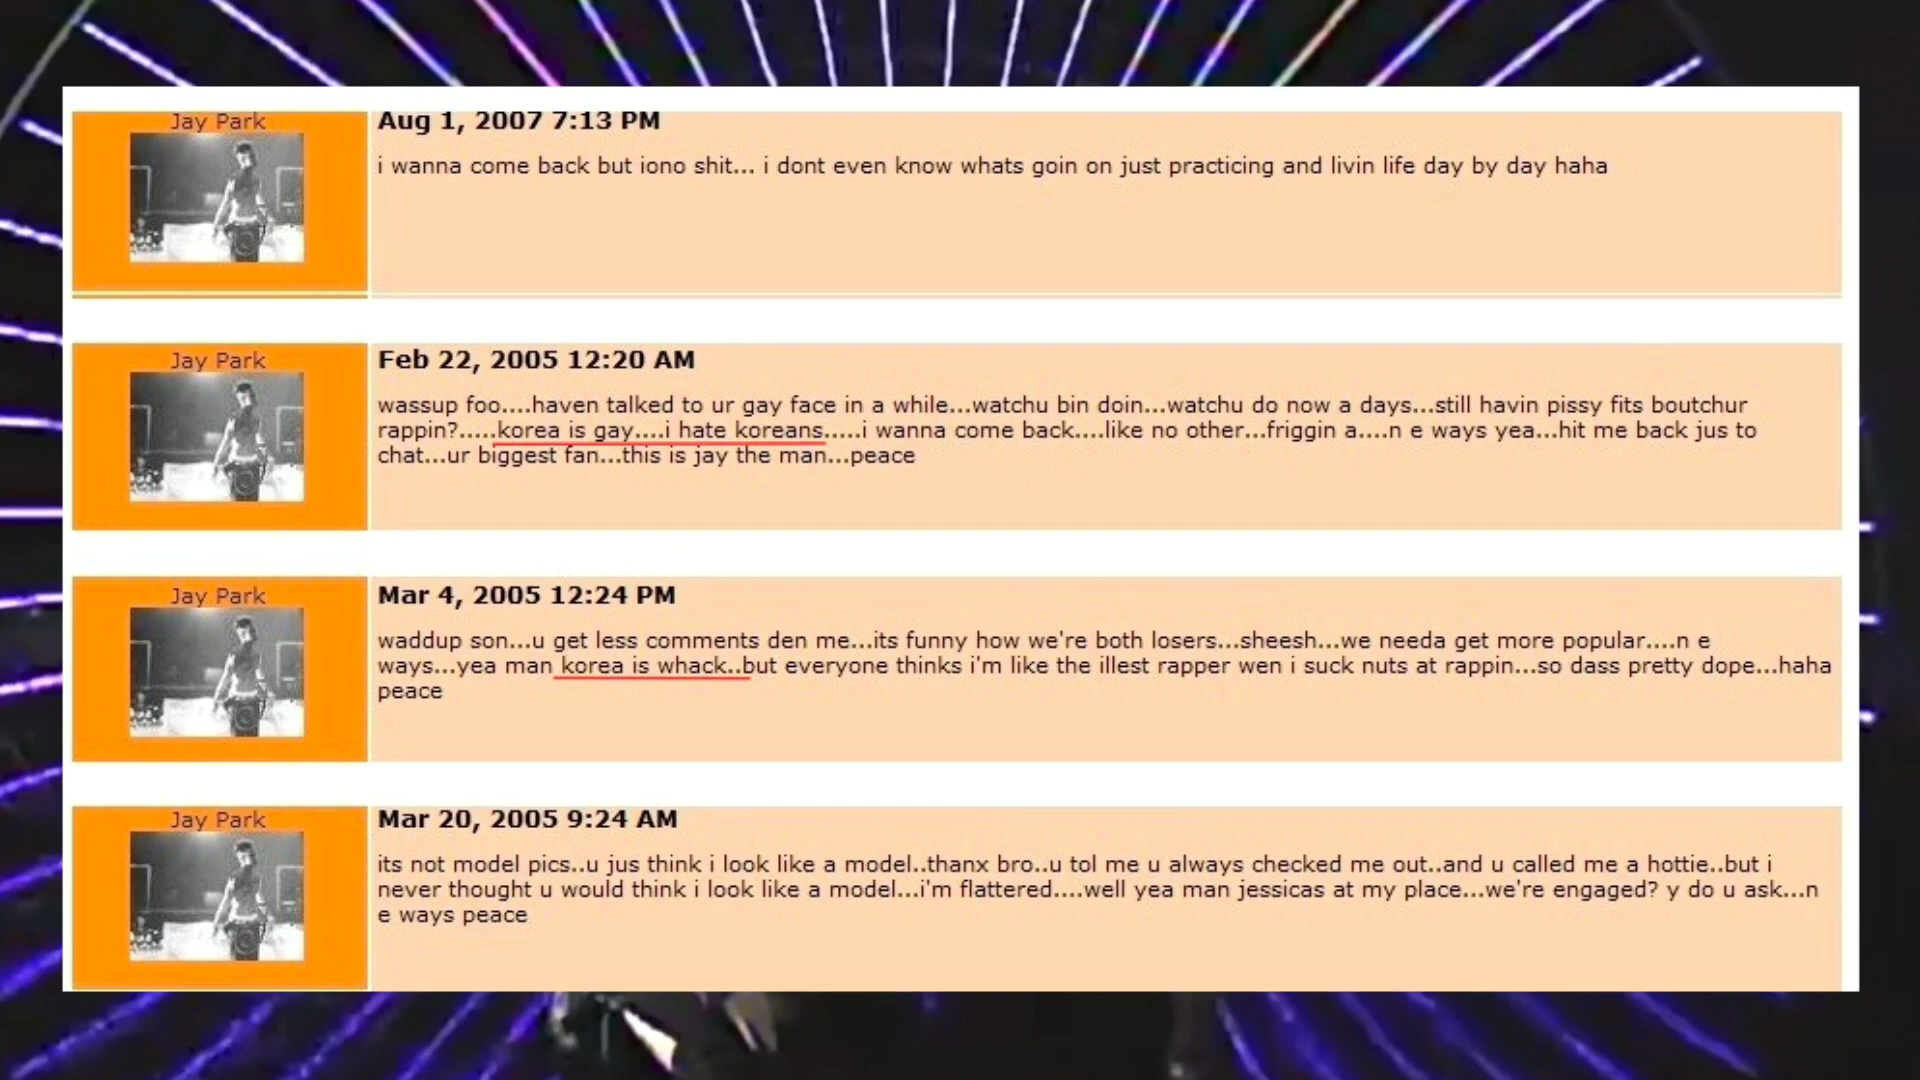 Jay Park
Aug 1, 2007 7:13 PM
i wanna come back but iono shit... i dont even know whats goin on just practicing and livin life day by day haha
Jay Park
Feb 22, 2005 12:20 AM
wassup foo....haven talked to ur gay face in a while...watchu bin doin...watchu do now a days...still havin pissy fits boutchur
rappin?.....korea is gay....i hate koreans.....i wanna come back....like no other...friggin a....n e ways yea...hit me back jus to
chat...ur biggest fan...this is jay the man...peace
Jay Park
Mar 4, 2005 12:24 PM
waddup son...u get less comments den me...its funny how we're both losers...sheesh...we needa get more popular....n e
ways...yea man korea is whack..but everyone thinks i'm like the illest rapper wen i suck nuts at rappin...so dass pretty dope...haha
peace
Jay Park
Mar 20, 2005 9:24 AM
its not model pics..u jus think i look like a model..thanx bro..u tol me u always checked me out..and u called me a hottie..but i
never thought u would think i look like a model...i'm flattered....well yea man jessicas at my place...we're engaged? y do u ask...n
e ways peace